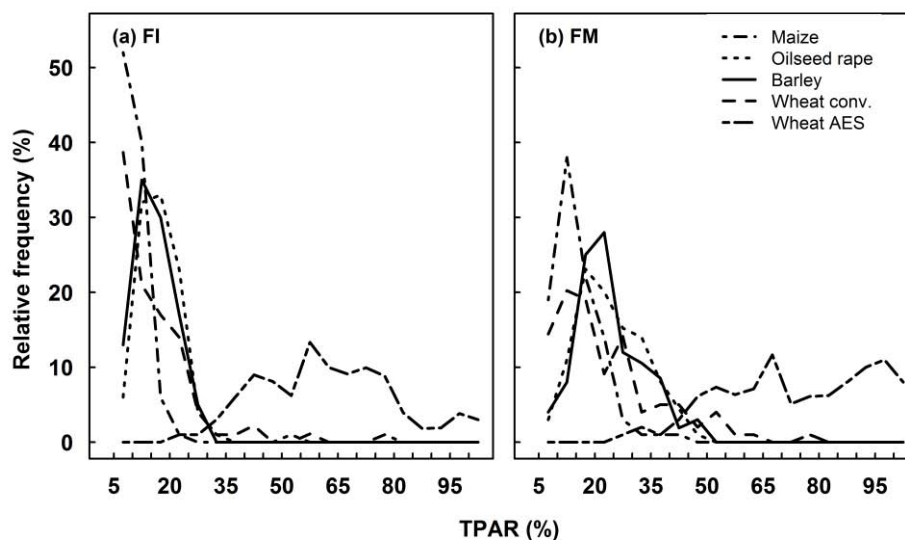 (a) FI
(b) FM
Maize
Oilseed rape
Barley
Wheat conv.
Wheat AES
Relative frequency (%)
50
40
30
20
10
0
5 20 35 50 65 80 95
5 20 35 50 65 80 95
TPAR (%)